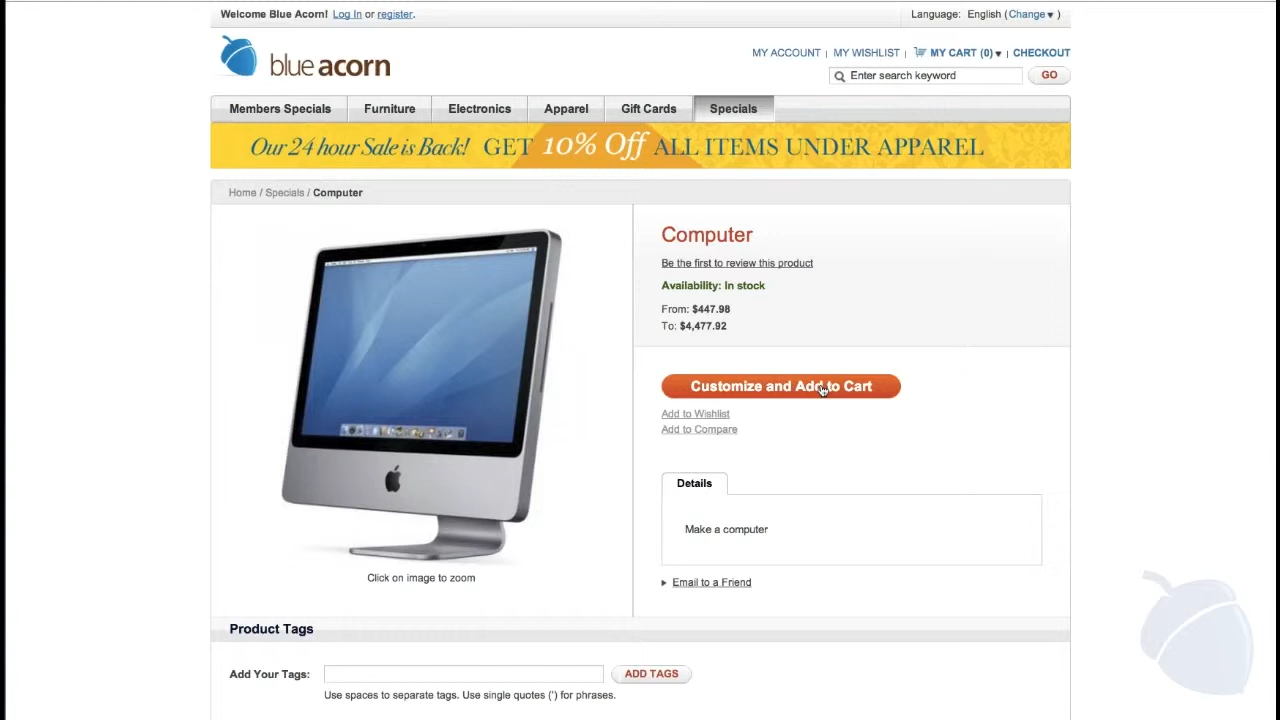 Welcome Blue Acorn! Log In or register.
Language: English (Change ▾ )
blue acorn
MY ACCOUNT | MY WISHLIST | MY CART (0) ▾ | CHECKOUT
Enter search keyword GO
Members Specials Furniture Electronics Apparel Gift Cards Specials
Our 24 hour Sale is Back! GET 10% Off ALL ITEMS UNDER APPAREL
Home / Specials / Computer
Computer
Be the first to review this product
Availability: In stock
From: $447.98
To: $4,477.92
Customize and Add to Cart
Add to Wishlist
Add to Compare
Details
Make a computer
Click on image to zoom
Email to a Friend
Product Tags
Add Your Tags: ADD TAGS
Use spaces to separate tags. Use single quotes (') for phrases.